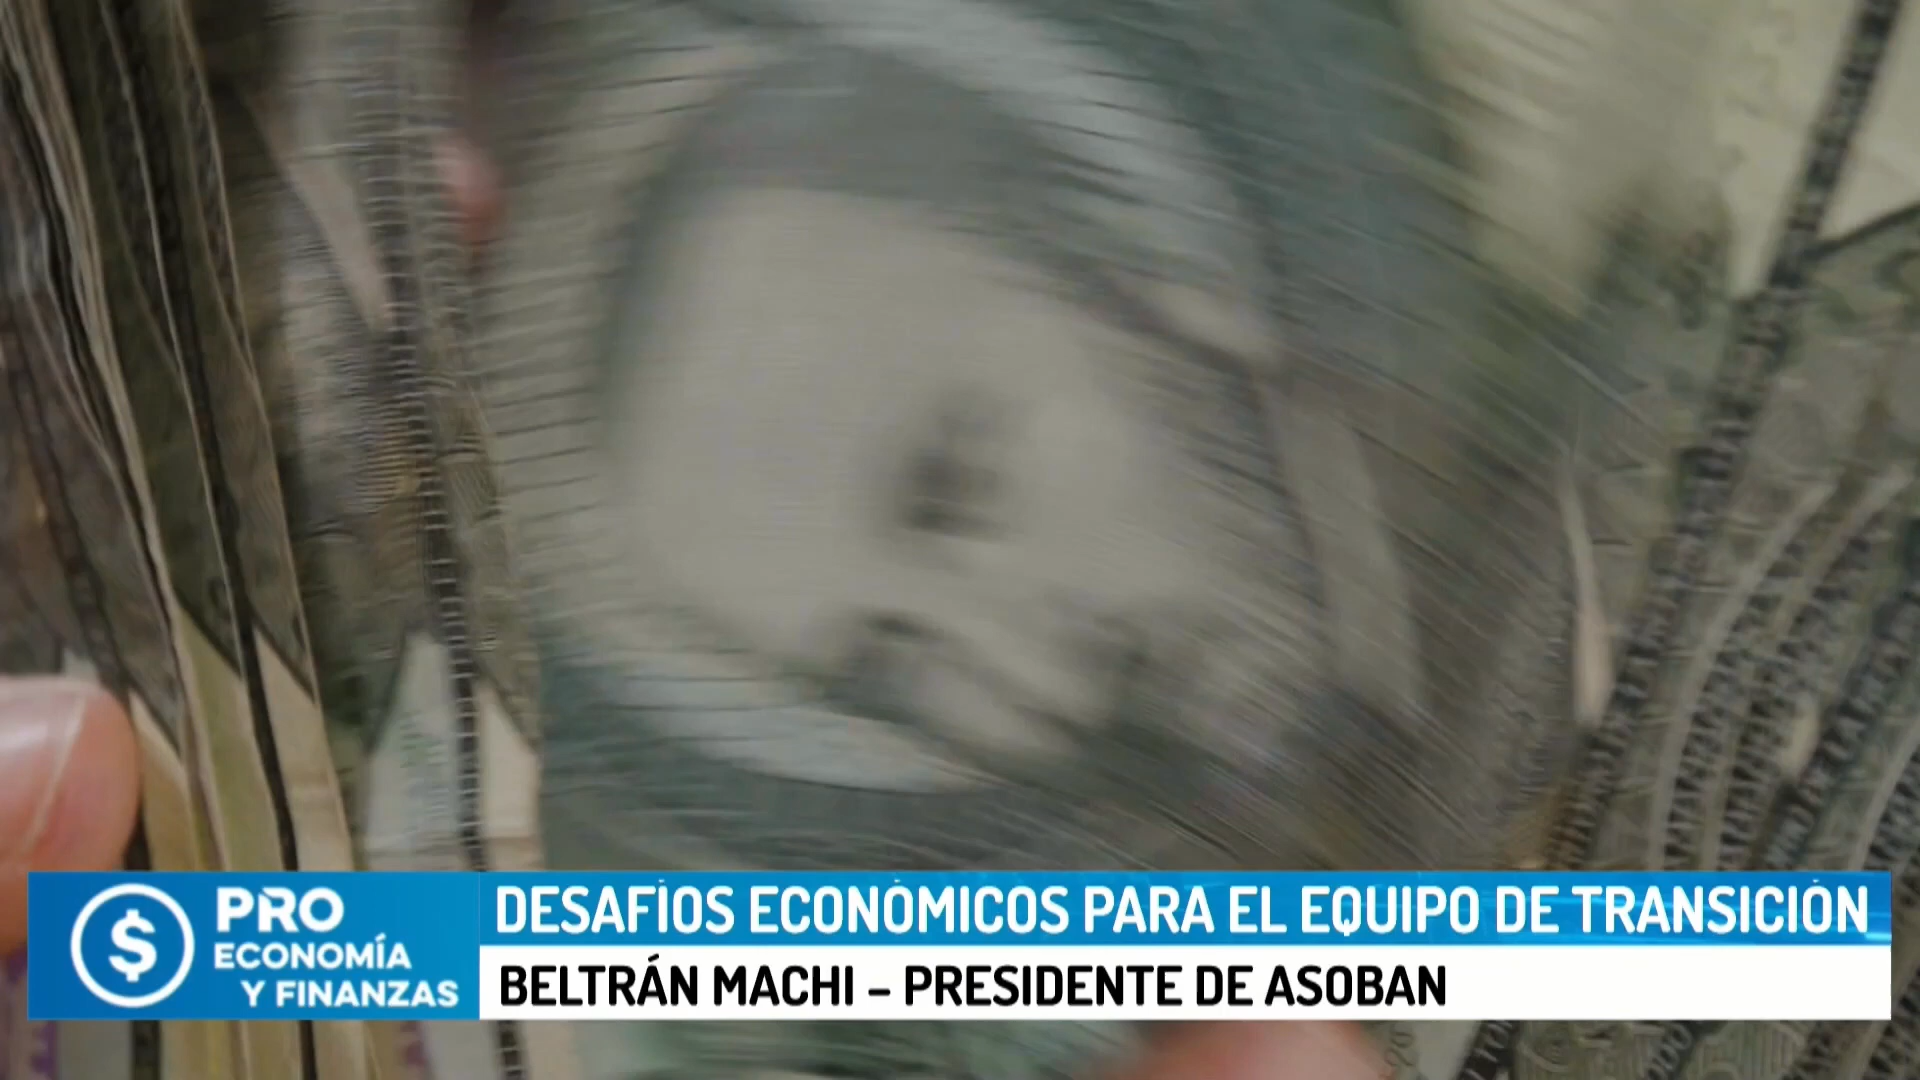 $
PRO
ECONOMÍA
Y FINANZAS
DESAFÍOS ECONÓMICOS PARA EL EQUIPO DE TRANSICIÓN
BELTRÁN MACHI – PRESIDENTE DE ASOBAN